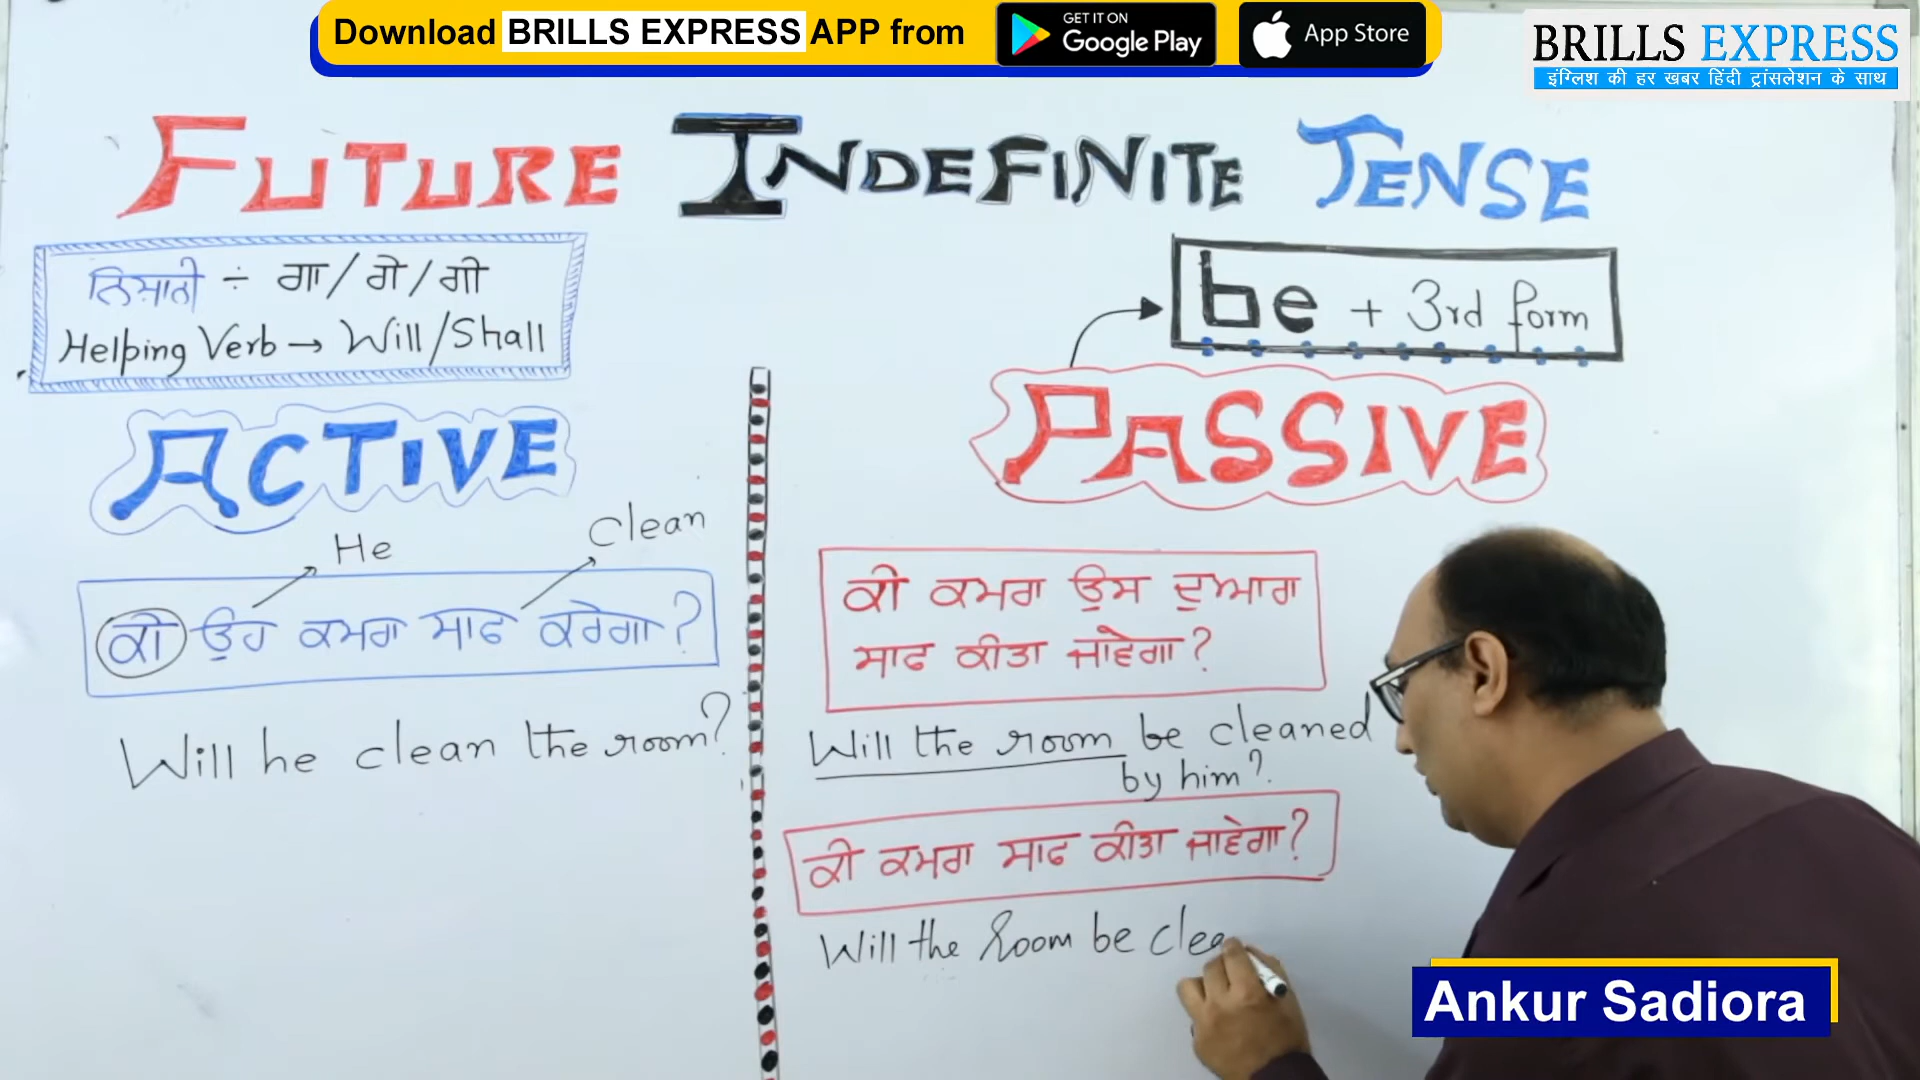 Download BRILLS EXPRESS APP from
GET IT ON
Google Play
App Store
BRILLS EXPRESS
इंग्लिश की हर खबर हिंदी ट्रांसलेशन के साथ
FUTURE INDEFINITE TENSE
ਨਿਸ਼ਾਨੀ ÷ ਗਾ/ਗੇ/ਗੀ
Helping Verb → Will/Shall
be + 3rd form
ACTIVE
PASSIVE
He
Clean
ਕੀ ਉਹ ਕਮਰਾ ਸਾਫ ਕਰੇਗਾ?
Will he clean the room?
ਕੀ ਕਮਰਾ ਉਸ ਦੁਆਰਾ
ਸਾਫ ਕੀਤਾ ਜਾਵੇਗਾ?
Will the room be cleaned
by him?
ਕੀ ਕਮਰਾ ਸਾਫ ਕੀਤਾ ਜਾਵੇਗਾ?
Will the Room be clea
Ankur Sadiora